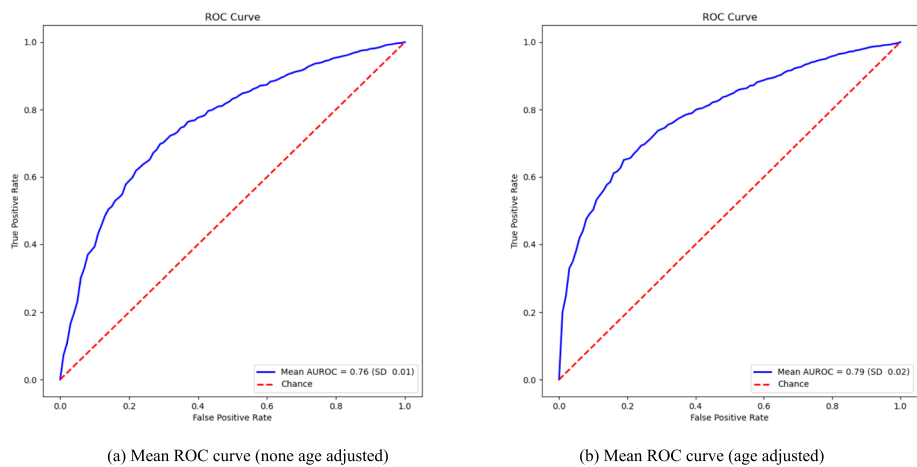 ROC Curve
True Positive Rate
1.0
0.8
0.6
0.4
0.2
0.0
0.0 0.2 0.4 0.6 0.8 1.0
False Positive Rate
Mean AUROC = 0.76 (SD 0.01)
Chance
(a) Mean ROC curve (none age adjusted)
ROC Curve
True Positive Rate
1.0
0.8
0.6
0.4
0.2
0.0
0.0 0.2 0.4 0.6 0.8 1.0
False Positive Rate
Mean AUROC = 0.79 (SD 0.02)
Chance
(b) Mean ROC curve (age adjusted)